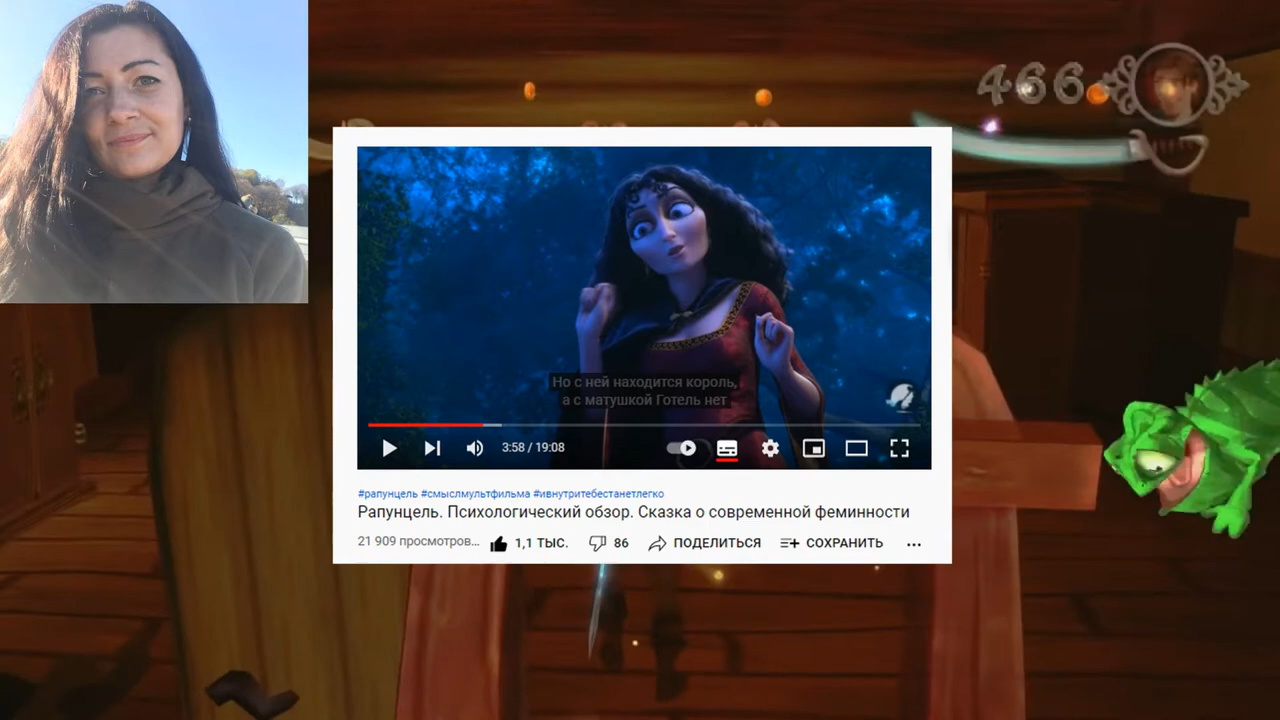 466
Но с ней находится король,
а с матушкой Готель нет
3:58 / 19:08
#рапунцель #смыслмультфильма #ивнутритебестанетлегко
Рапунцель. Психологический обзор. Сказка о современной феминности
21 909 просмотров... 1,1 ТЫС. 86 ПОДЕЛИТЬСЯ СОХРАНИТЬ ...